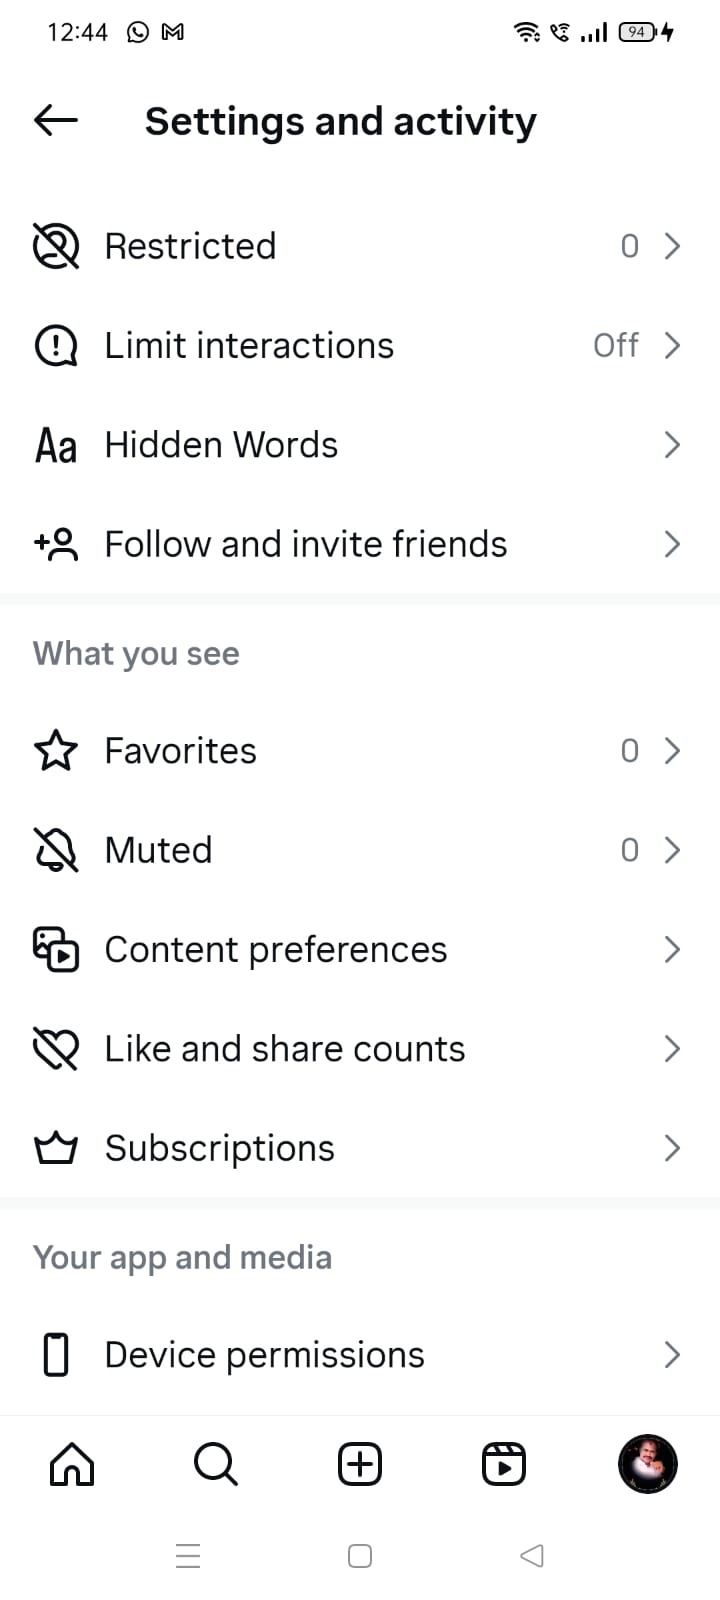 12:44
94
Settings and activity
Restricted 0
Limit interactions Off
Aa Hidden Words
Follow and invite friends
What you see
Favorites 0
Muted 0
Content preferences
Like and share counts
Subscriptions
Your app and media
Device permissions